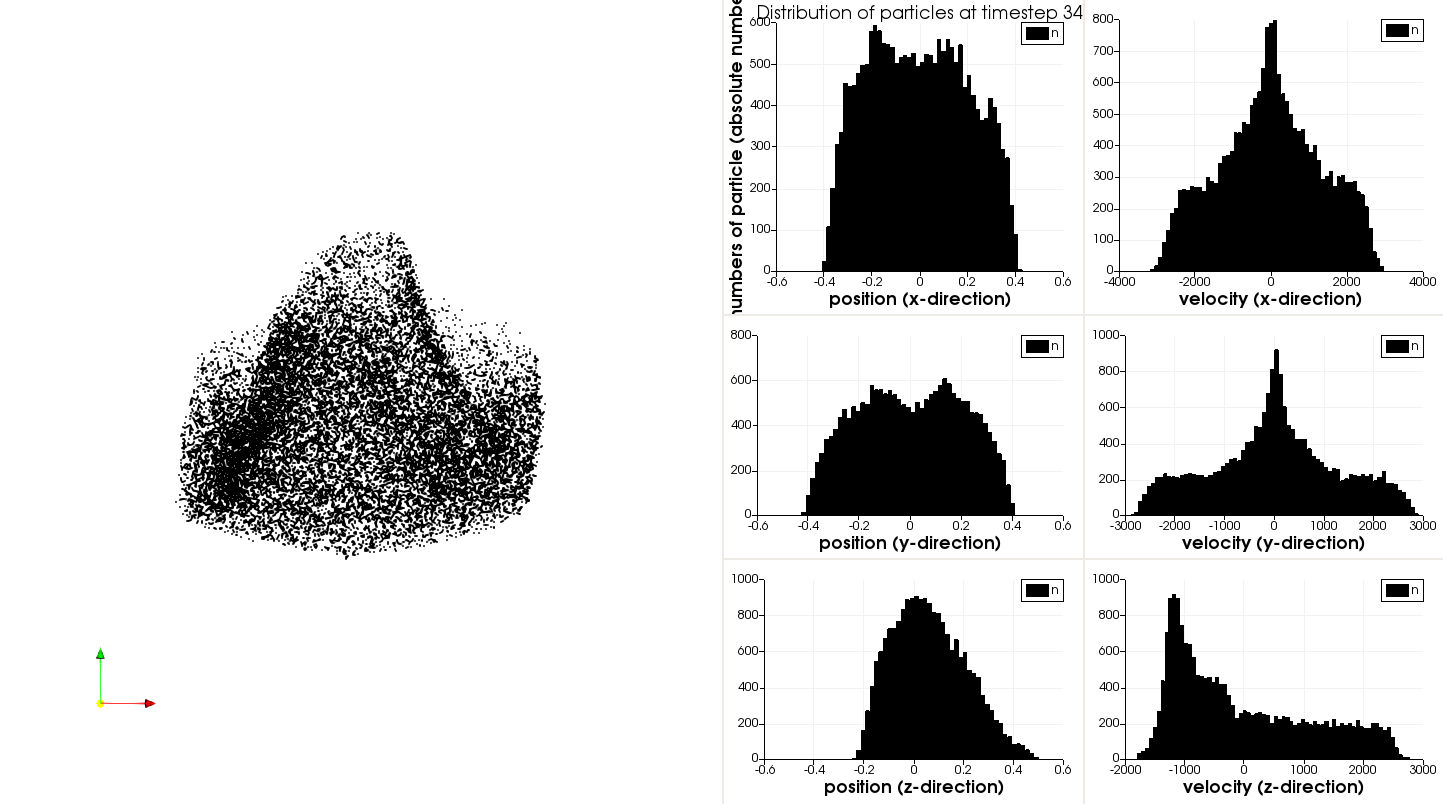 Distribution of particles at timestep 34
numbers of particle (absolute numbe
600
500
400
300
200
100
0
n
-0.6 -0.4 -0.2 0 0.2 0.4 0.6
position (x-direction)
800
700
600
500
400
300
200
100
0
n
-4000 -2000 0 2000 4000
velocity (x-direction)
800
600
400
200
0
n
-0.6 -0.4 -0.2 0 0.2 0.4 0.6
position (y-direction)
1000
800
600
400
200
0
n
-3000 -2000 -1000 0 1000 2000 3000
velocity (y-direction)
1000
800
600
400
200
0
n
-0.6 -0.4 -0.2 0 0.2 0.4 0.6
position (z-direction)
1000
800
600
400
200
0
n
-2000 -1000 0 1000 2000 3000
velocity (z-direction)